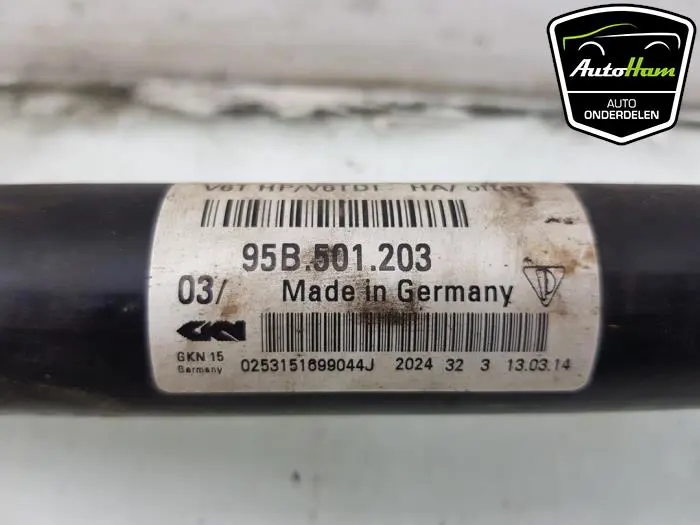 AutoHam
AUTO
ONDERDELEN
V6T HP/V6TDI HA/ offen
95B.501.203
03/ Made in Germany
GKN
GKN 15
Germany
0253151699044J 2024 32 3 13.03.14